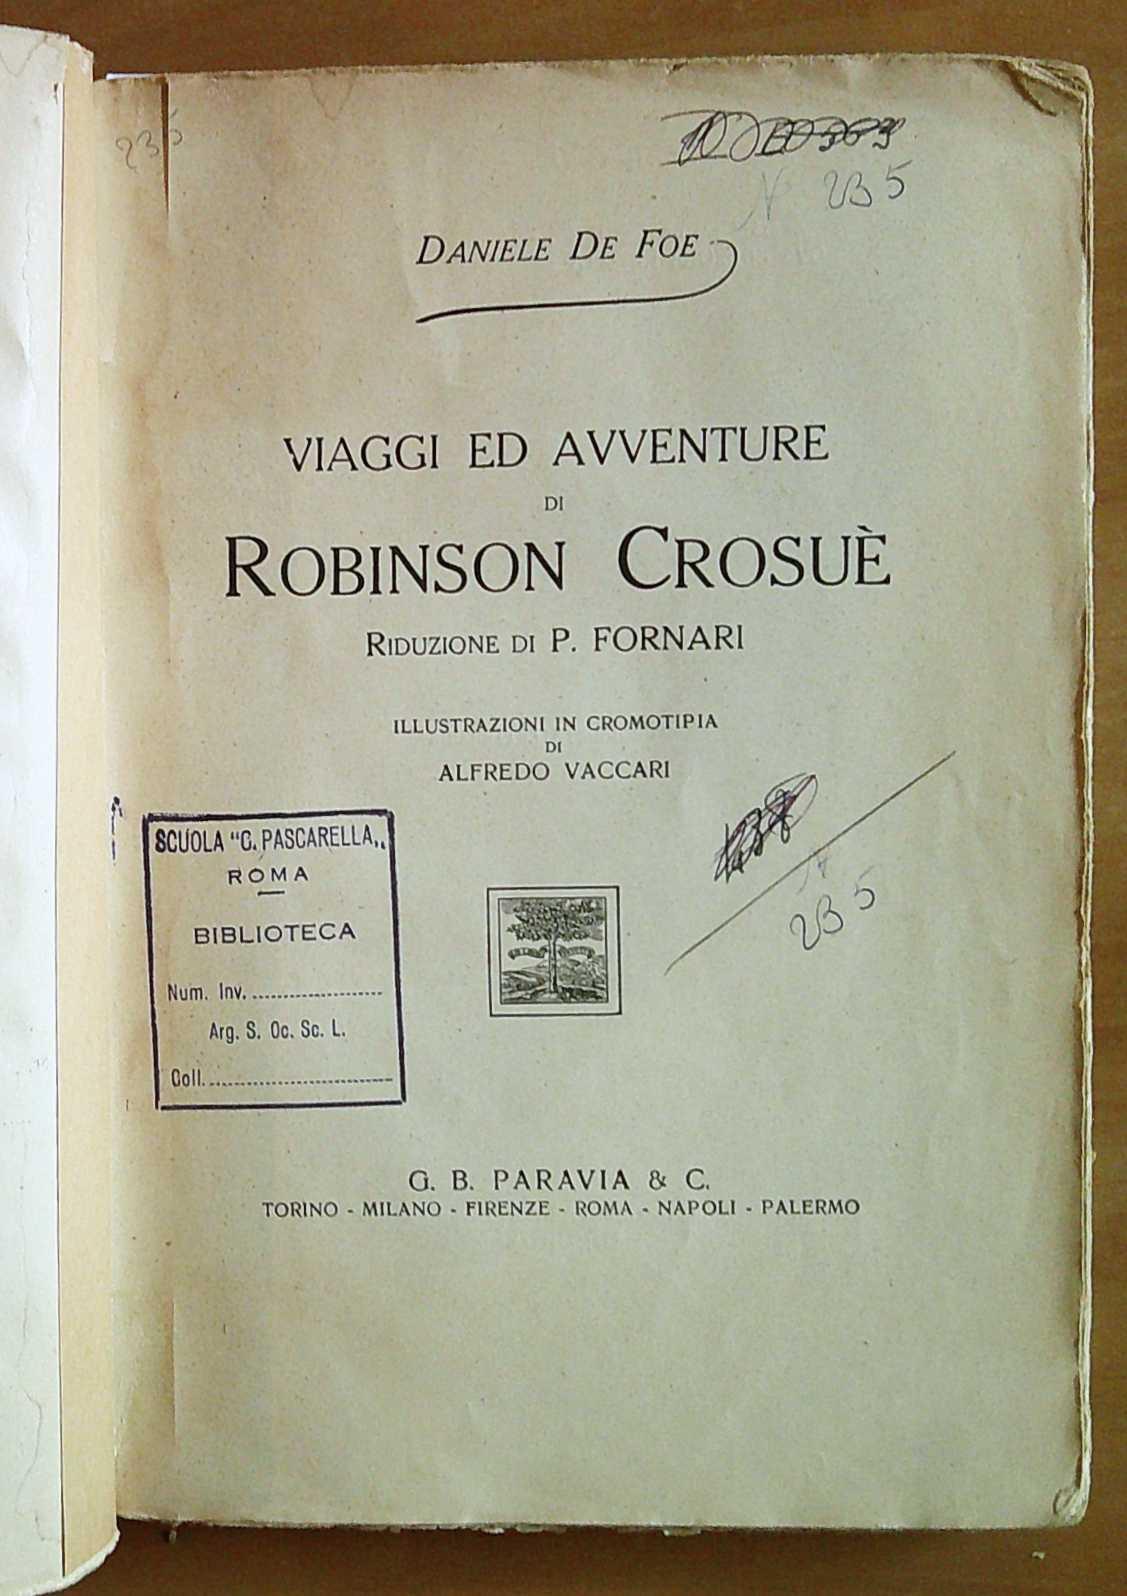 235
N 235
DANIELE DE FOE
VIAGGI ED AVVENTURE
DI
ROBINSON CROSUÈ
RIDUZIONE DI P. FORNARI
ILLUSTRAZIONI IN CROMOTIPIA
DI
ALFREDO VACCARI
SCUOLA "C. PASCARELLA„
ROMA
BIBLIOTECA
Num. Inv.
Arg. S. Oc. Sc. L.
Coll.
N
235
G. B. PARAVIA & C.
TORINO - MILANO - FIRENZE - ROMA - NAPOLI - PALERMO